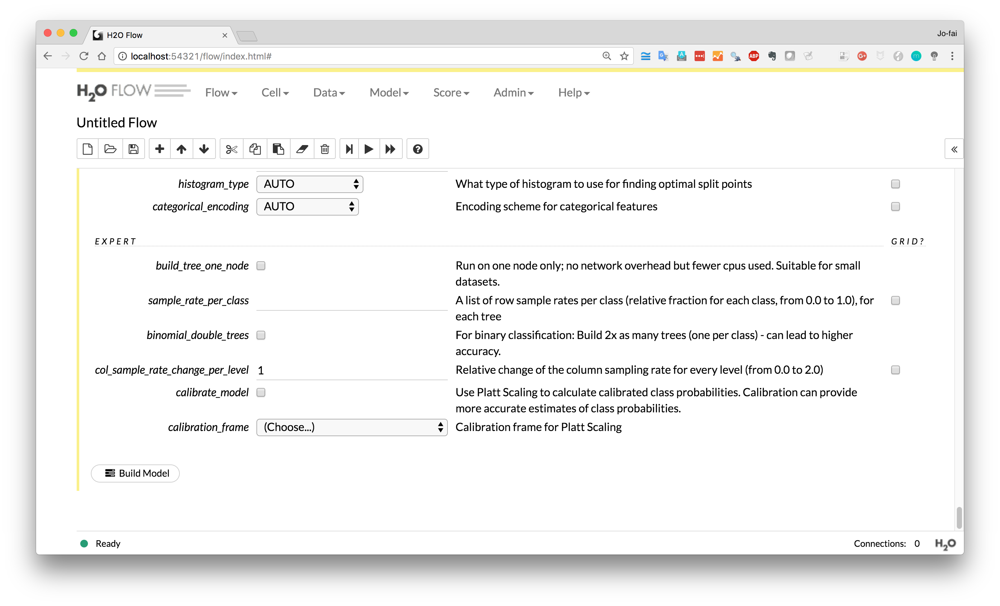 H2O Flow
Jo-fai
localhost:54321/flow/index.html#
ABP
H2O FLOW
Flow Cell Data Model Score Admin Help
Untitled Flow
histogram_type AUTO What type of histogram to use for finding optimal split points
categorical_encoding AUTO Encoding scheme for categorical features
EXPERT GRID?
build_tree_one_node Run on one node only; no network overhead but fewer cpus used. Suitable for small
datasets.
sample_rate_per_class A list of row sample rates per class (relative fraction for each class, from 0.0 to 1.0), for
each tree
binomial_double_trees For binary classification: Build 2x as many trees (one per class) - can lead to higher
accuracy.
col_sample_rate_change_per_level 1 Relative change of the column sampling rate for every level (from 0.0 to 2.0)
calibrate_model Use Platt Scaling to calculate calibrated class probabilities. Calibration can provide
more accurate estimates of class probabilities.
calibration_frame (Choose...) Calibration frame for Platt Scaling
Build Model
Ready Connections: 0 H2O